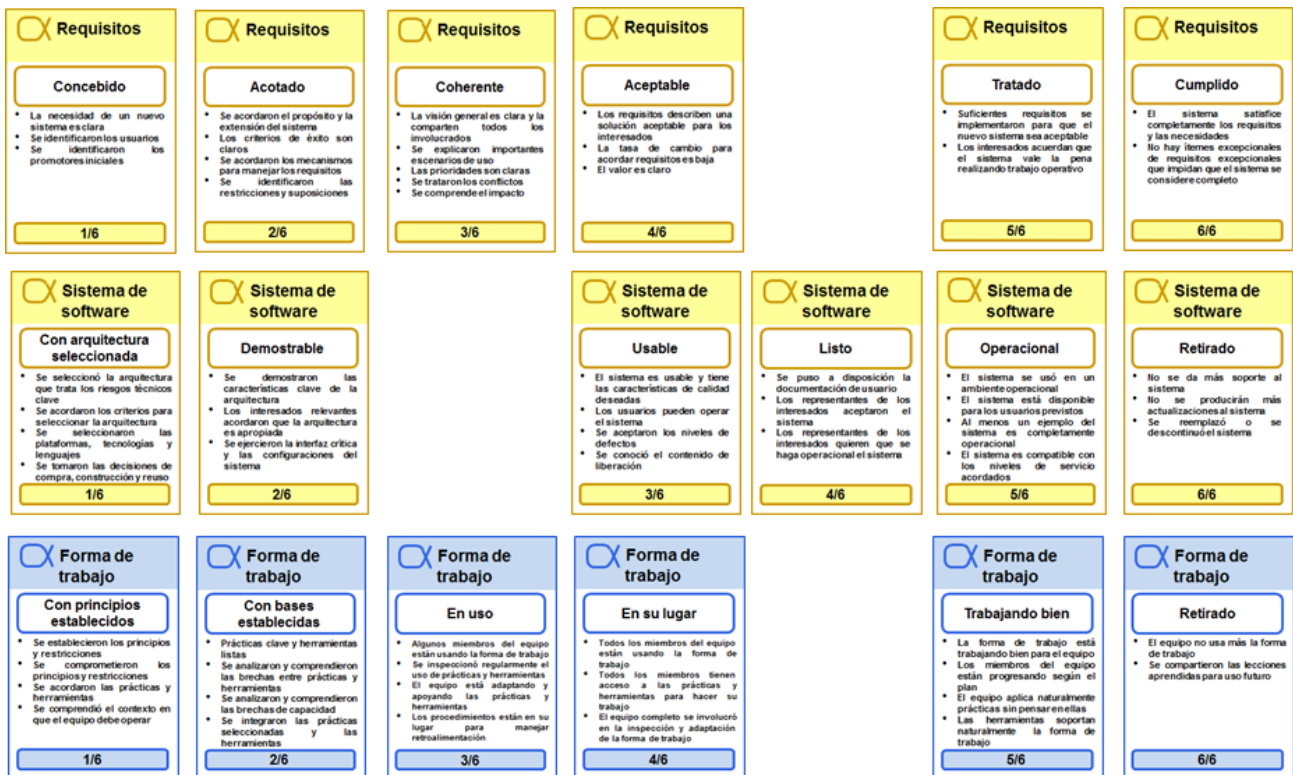 Requisitos
Concebido
• La necesidad de un nuevo
sistema es clara
• Se identificaron los usuarios
• Se identificaron los
promotores iniciales
1/6
Requisitos
Acotado
• Se acordaron el propósito y la
extensión del sistema
• Los criterios de éxito son
claros
• Se acordaron los mecanismos
para manejar los requisitos
• Se identificaron las
restricciones y suposiciones
2/6
Requisitos
Coherente
• La visión general es clara y la
comparten todos los
involucrados
• Se explicaron importantes
escenarios de uso
• Las prioridades son claras
• Se trataron los conflictos
• Se comprende el impacto
3/6
Requisitos
Aceptable
• Los requisitos describen una
solución aceptable para los
interesados
• La tasa de cambio para
acordar requisitos es baja
• El valor es claro
4/6
Requisitos
Tratado
• Suficientes requisitos se
implementaron para que el
nuevo sistema sea aceptable
• Los interesados acuerdan que
el sistema vale la pena
realizando trabajo operativo
5/6
Requisitos
Cumplido
• El sistema satisface
completamente los requisitos
y las necesidades
• No hay ítemes excepcionales
de requisitos excepcionales
que impidan que el sistema se
considere completo
6/6
Sistema de
software
Con arquitectura
seleccionada
• Se seleccionó la arquitectura
que trata los riesgos técnicos
clave
• Se acordaron los criterios para
seleccionar la arquitectura
• Se seleccionaron las
plataformas, tecnologías y
lenguajes
• Se tomaron las decisiones de
compra, construcción y reuso
1/6
Sistema de
software
Demostrable
• Se demostraron las
características clave de la
arquitectura
• Los interesados relevantes
acordaron que la arquitectura
es apropiada
• Se ejercieron la interfaz crítica
y las configuraciones del
sistema
2/6
Sistema de
software
Usable
• El sistema es usable y tiene
las características de calidad
deseadas
• Los usuarios pueden operar
el sistema
• Se aceptaron los niveles de
defectos
• Se conoció el contenido de
liberación
3/6
Sistema de
software
Listo
• Se puso a disposición la
documentación de usuario
• Los representantes de los
interesados aceptaron el
sistema
• Los representantes de los
interesados quieren que se
haga operacional el sistema
4/6
Sistema de
software
Operacional
• El sistema se usó en un
ambiente operacional
• El sistema está disponible
para los usuarios previstos
• Al menos un ejemplo del
sistema es completamente
operacional
• El sistema es compatible con
los niveles de servicio
acordados
5/6
Sistema de
software
Retirado
• No se da más soporte al
sistema
• No se producirán más
actualizaciones al sistema
• Se reemplazó o se
descontinuó el sistema
6/6
Forma de
trabajo
Con principios
establecidos
• Se establecieron los principios
y restricciones
• Se comprometieron los
principios y restricciones
• Se acordaron las prácticas y
herramientas
• Se comprendió el contexto en
que el equipo debe operar
1/6
Forma de
trabajo
Con bases
establecidas
• Prácticas clave y herramientas
listas
• Se analizaron y comprendieron
las brechas entre prácticas y
herramientas
• Se analizaron y comprendieron
las brechas de capacidad
• Se integraron las prácticas
seleccionadas y las
herramientas
2/6
Forma de
trabajo
En uso
• Algunos miembros del equipo
están usando la forma de trabajo
• Se inspeccionó regularmente el
uso de prácticas y herramientas
• El equipo está adaptando y
apoyando las prácticas y
herramientas
• Los procedimientos están en su
lugar para manejar
retroalimentación
3/6
Forma de
trabajo
En su lugar
• Todos los miembros del equipo
están usando la forma de
trabajo
• Todos los miembros tienen
acceso a las prácticas y
herramientas para hacer su
trabajo
• El equipo completo se involucró
en la inspección y adaptación
de la forma de trabajo
4/6
Forma de
trabajo
Trabajando bien
• La forma de trabajo está
trabajando bien para el equipo
• Los miembros del equipo
están progresando según el
plan
• El equipo aplica naturalmente
prácticas sin pensar en ellas
• Las herramientas soportan
naturalmente la forma de
trabajo
5/6
Forma de
trabajo
Retirado
• El equipo no usa más la forma
de trabajo
• Se compartieron las lecciones
aprendidas para uso futuro
6/6